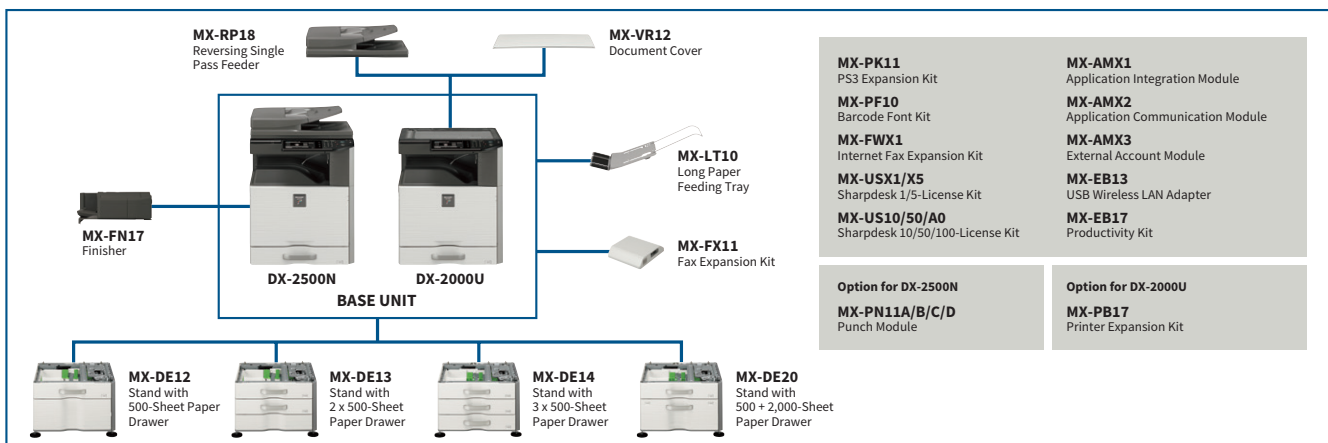 MX-RP18
Reversing Single
Pass Feeder
MX-VR12
Document Cover
MX-LT10
Long Paper
Feeding Tray
MX-FN17
Finisher
MX-FX11
Fax Expansion Kit
DX-2500N
DX-2000U
BASE UNIT
MX-DE12
Stand with
500-Sheet Paper
Drawer
MX-DE13
Stand with
2 x 500-Sheet
Paper Drawer
MX-DE14
Stand with
3 x 500-Sheet
Paper Drawer
MX-DE20
Stand with
500 + 2,000-Sheet
Paper Drawer
MX-PK11
PS3 Expansion Kit
MX-PF10
Barcode Font Kit
MX-FWX1
Internet Fax Expansion Kit
MX-USX1/X5
Sharpdesk 1/5-License Kit
MX-US10/50/A0
Sharpdesk 10/50/100-License Kit
MX-AMX1
Application Integration Module
MX-AMX2
Application Communication Module
MX-AMX3
External Account Module
MX-EB13
USB Wireless LAN Adapter
MX-EB17
Productivity Kit
Option for DX-2500N
MX-PN11A/B/C/D
Punch Module
Option for DX-2000U
MX-PB17
Printer Expansion Kit